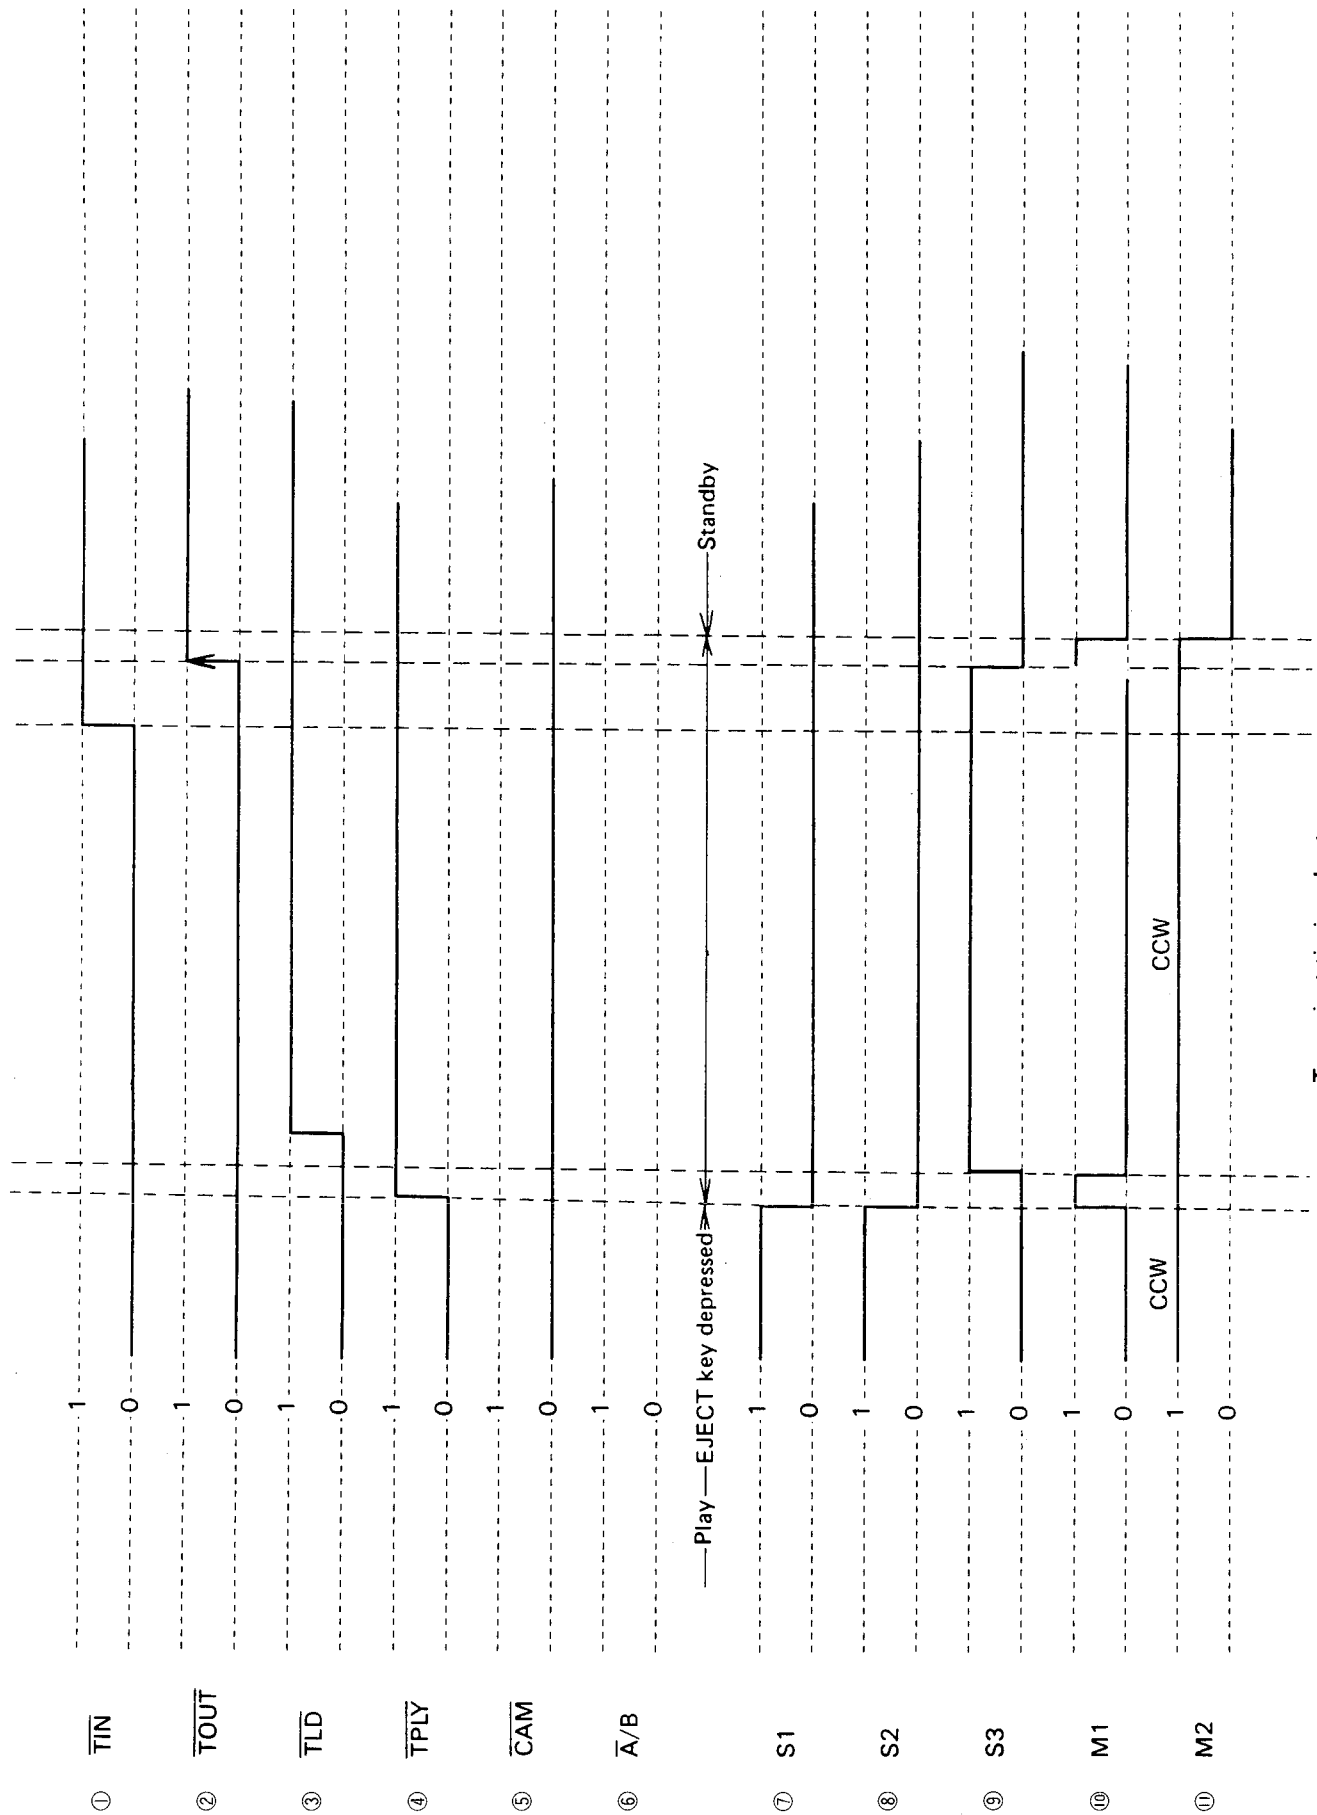 ① TIN 1 0
② TOUT 1 0
③ TLD 1 0
④ TPLY 1 0
⑤ CAM 1 0
⑥ A/B 1 0
Play EJECT key depressed Standby
⑦ S1 1 0
⑧ S2 1 0
⑨ S3 1 0
⑩ M1 1 0
CCW CCW
⑪ M2 1 0